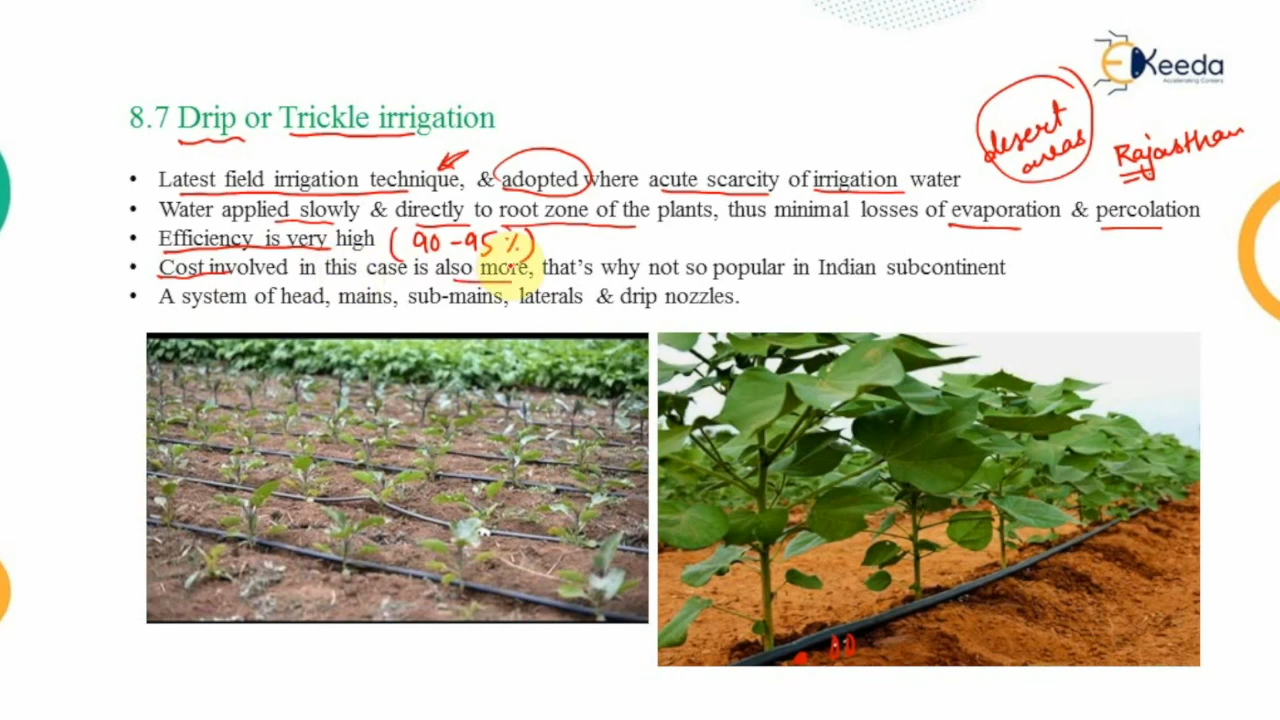 EKeeda
Accelerating Careers
8.7 Drip or Trickle irrigation
desert
areas
Rajasthan
• Latest field irrigation technique, & adopted where acute scarcity of irrigation water
• Water applied slowly & directly to root zone of the plants, thus minimal losses of evaporation & percolation
• Efficiency is very high (90-95%)
• Cost involved in this case is also more, that's why not so popular in Indian subcontinent
• A system of head, mains, sub-mains, laterals & drip nozzles.